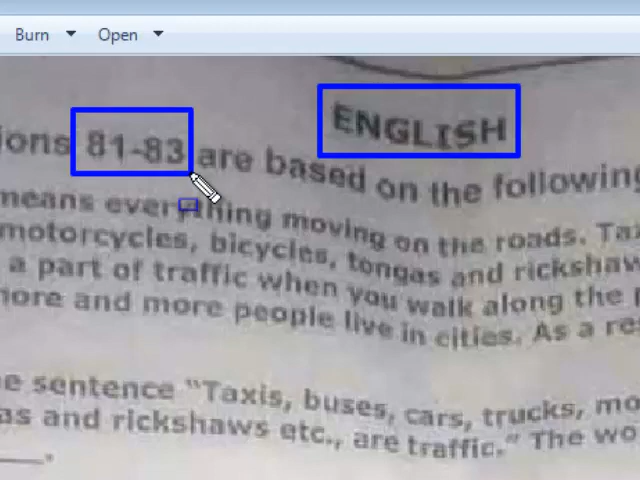 Burn Open
ENGLISH
ions 81-83 are based on the following
means everything moving on the roads. Tax
motorcycles, bicycles, tongas and rickshaw
a part of traffic when you walk along the
more and more people live in cities. As a res
e sentence "Taxis, buses, cars, trucks, mo
as and rickshaws etc., are traffic." The wo
____.